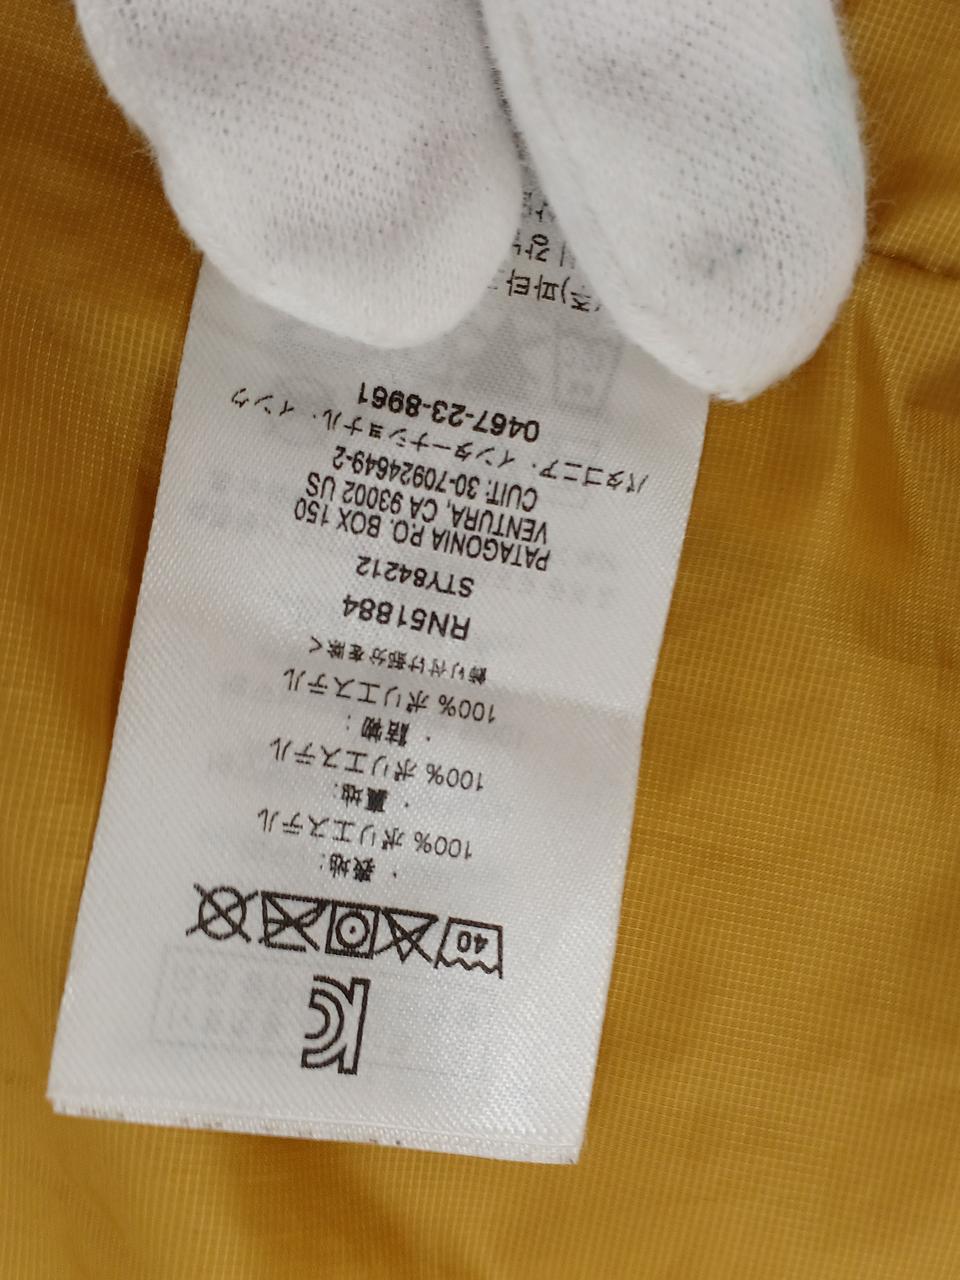 KC
40
・表地:
100% ポリエステル
・裏地:
100% ポリエステル
・詰物:
100% ポリエステル
飾り付け部分を除く
RN51884
STY84212
PATAGONIA P.O. BOX 150
VENTURA, CA 93002 US
CUIT: 30-70924649-2
パタゴニア・インターナショナル・インク
0467-23-8961